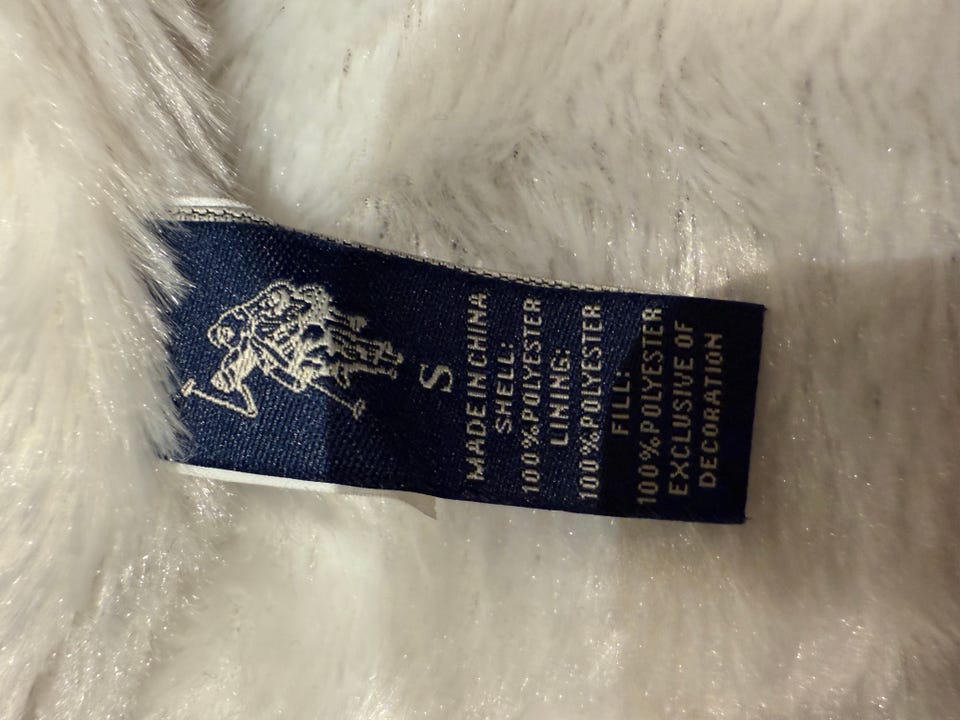 S
MADE IN CHINA
SHELL:
100%POLYESTER
LINING:
100%POLYESTER
FILL:
100%POLYESTER
EXCLUSIVE OF
DECORATION